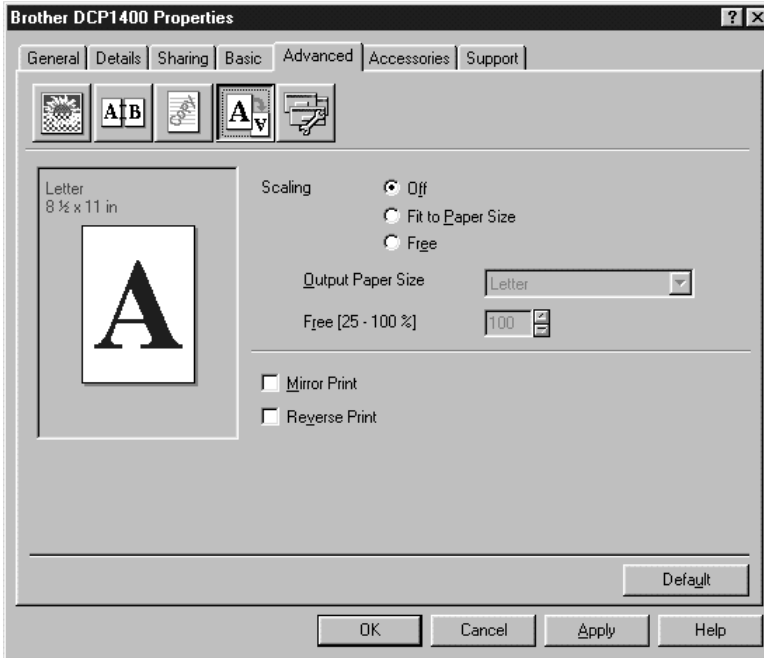 Brother DCP1400 Properties
General Details Sharing Basic Advanced Accessories Support
A B Copy A A
Letter
8 ½ x 11 in
A
Scaling Off
Fit to Paper Size
Free
Output Paper Size Letter
Free [25 - 100 %] 100
Mirror Print
Reverse Print
Default
OK Cancel Apply Help